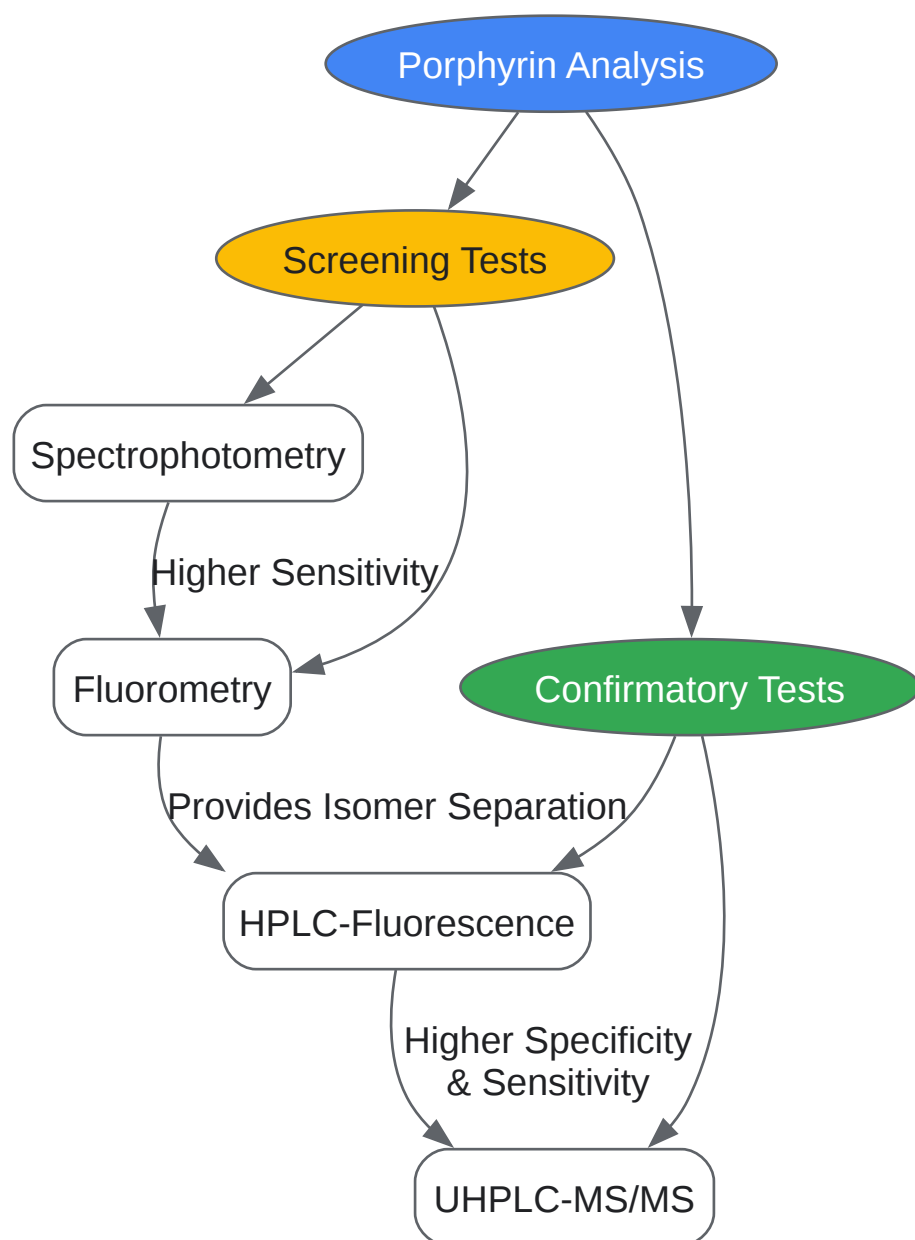 Porphyrin Analysis
Screening Tests
Spectrophotometry
Higher Sensitivity
Fluorometry
Confirmatory Tests
Provides Isomer Separation
HPLC-Fluorescence
Higher Specificity
& Sensitivity
UHPLC-MS/MS